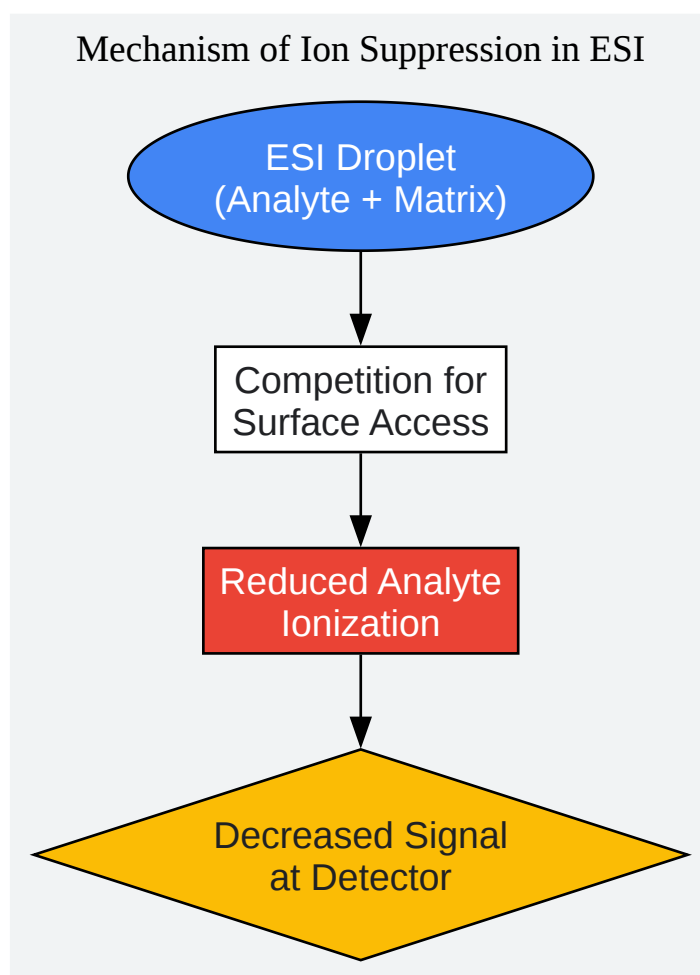 Mechanism of Ion Suppression in ESI
ESI Droplet
(Analyte + Matrix)
Competition for
Surface Access
Reduced Analyte
Ionization
Decreased Signal
at Detector